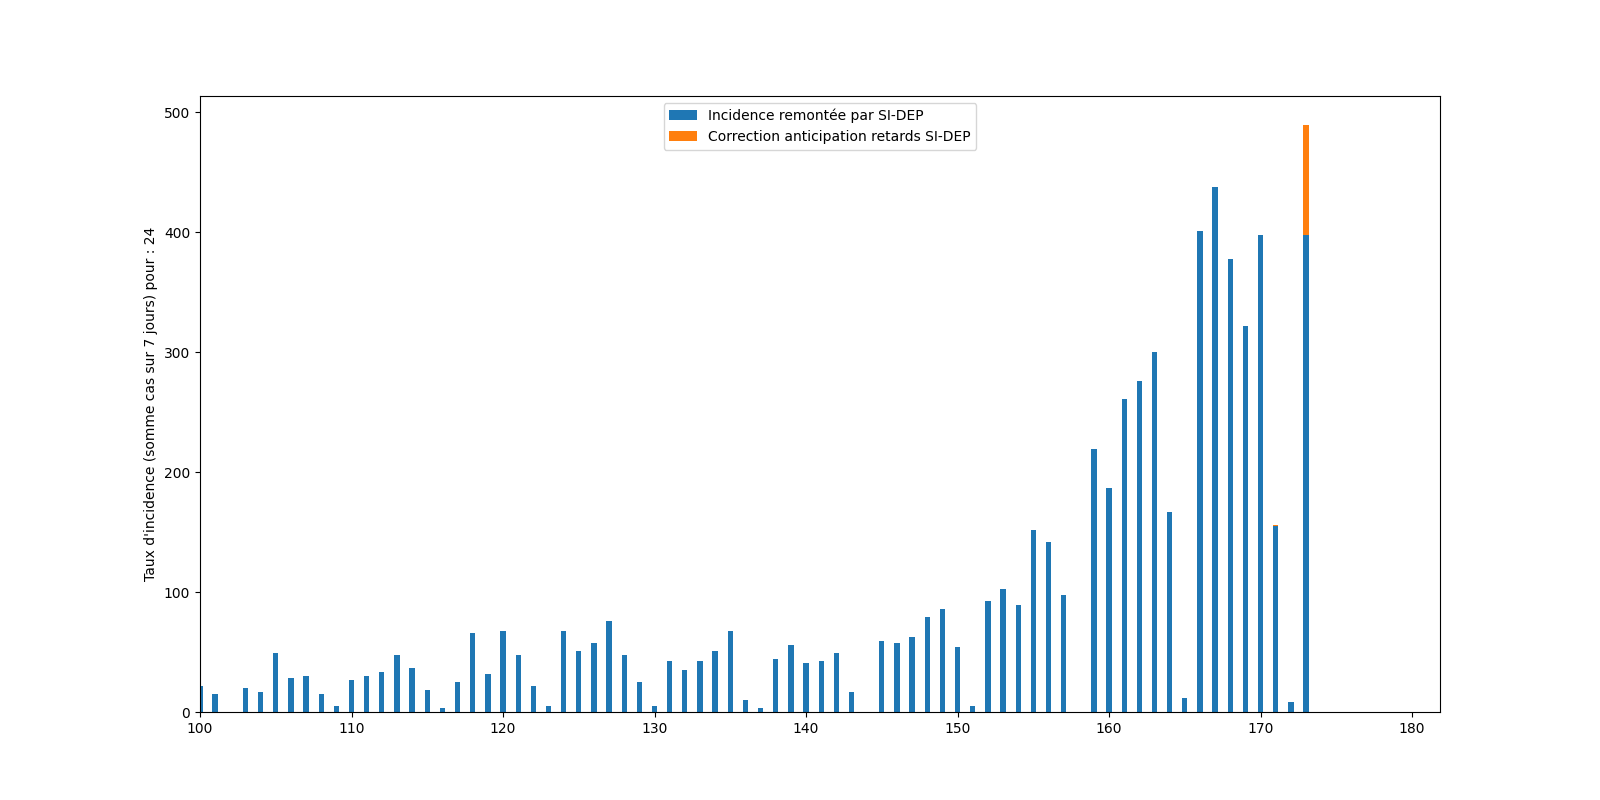 Incidence remontée par SI-DEP
Correction anticipation retards SI-DEP
Taux d'incidence (somme cas sur 7 jours) pour : 24
500
400
300
200
100
0
100 110 120 130 140 150 160 170 180